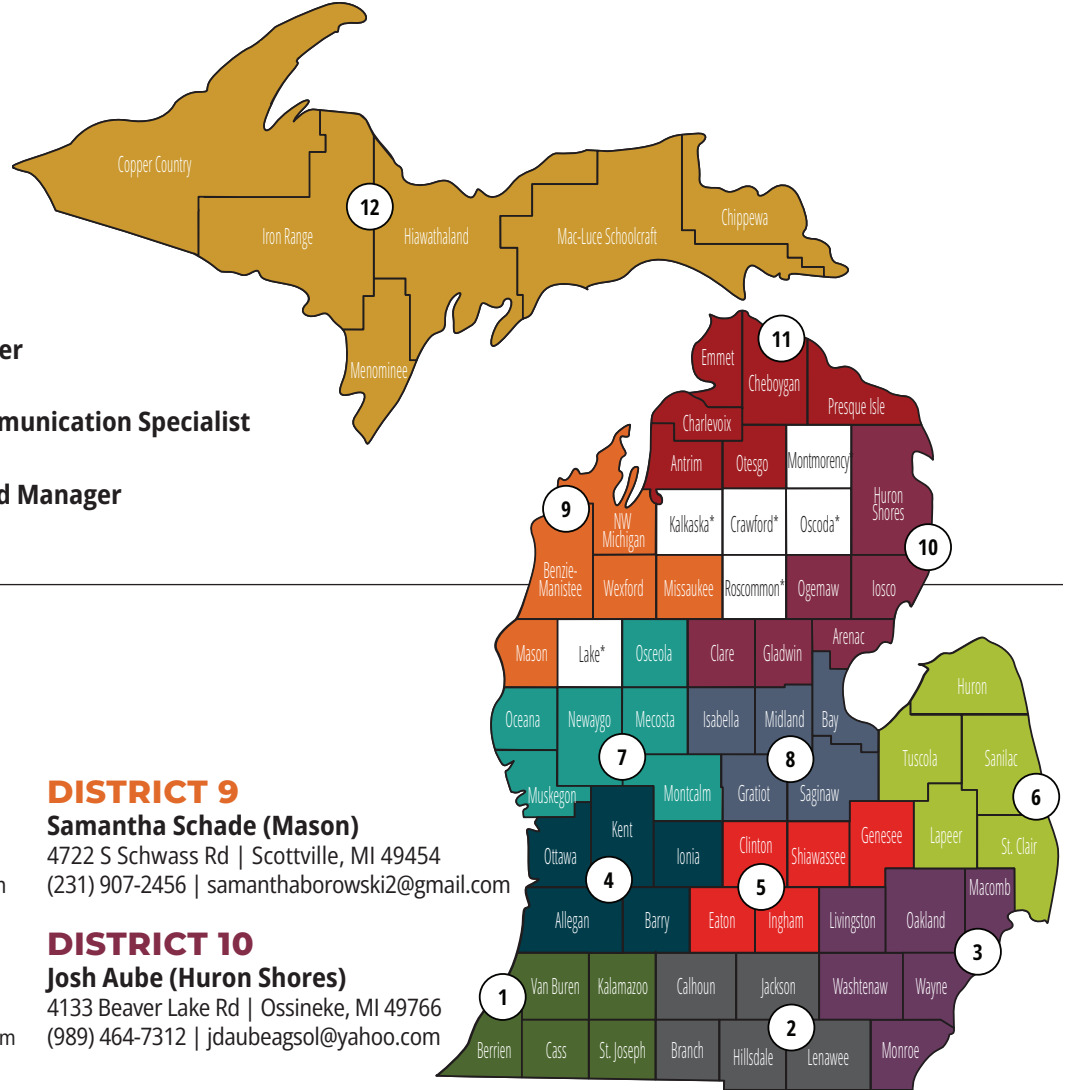 Copper Country
12
Iron Range
Hiawathaland
Mac-Luce Schoolcraft
Chippewa
Menominee
er
munication Specialist
d Manager
11
Emmet
Cheboygan
Presque Isle
Charlevoix
Antrim
Otesgo
Montmorency
9
NW
Michigan
Kalkaska*
Crawford*
Oscoda*
Huron
Shores
10
Benzie-
Manistee
Wexford
Missaukee
Roscommon*
Ogemaw
Iosco
Mason
Lake*
Osceola
Clare
Gladwin
Arenac
Huron
Oceana
Newaygo
Mecosta
Isabella
Midland
Bay
Tuscola
Sanilac
7
8
6
Muskegon
Montcalm
Gratiot
Saginaw
Kent
Ottawa
Ionia
Clinton
Shiawassee
Genesee
Lapeer
St. Clair
4
5
Macomb
Allegan
Barry
Eaton
Ingham
Livingston
Oakland
3
1
Van Buren
Kalamazoo
Calhoun
Jackson
Washtenaw
Wayne
2
Berrien
Cass
St. Joseph
Branch
Hillsdale
Lenawee
Monroe
DISTRICT 9
Samantha Schade (Mason)
4722 S Schwass Rd | Scottville, MI 49454
(231) 907-2456 | samanthaborowski2@gmail.com
DISTRICT 10
Josh Aube (Huron Shores)
4133 Beaver Lake Rd | Ossineke, MI 49766
(989) 464-7312 | jdaubeagsol@yahoo.com
m